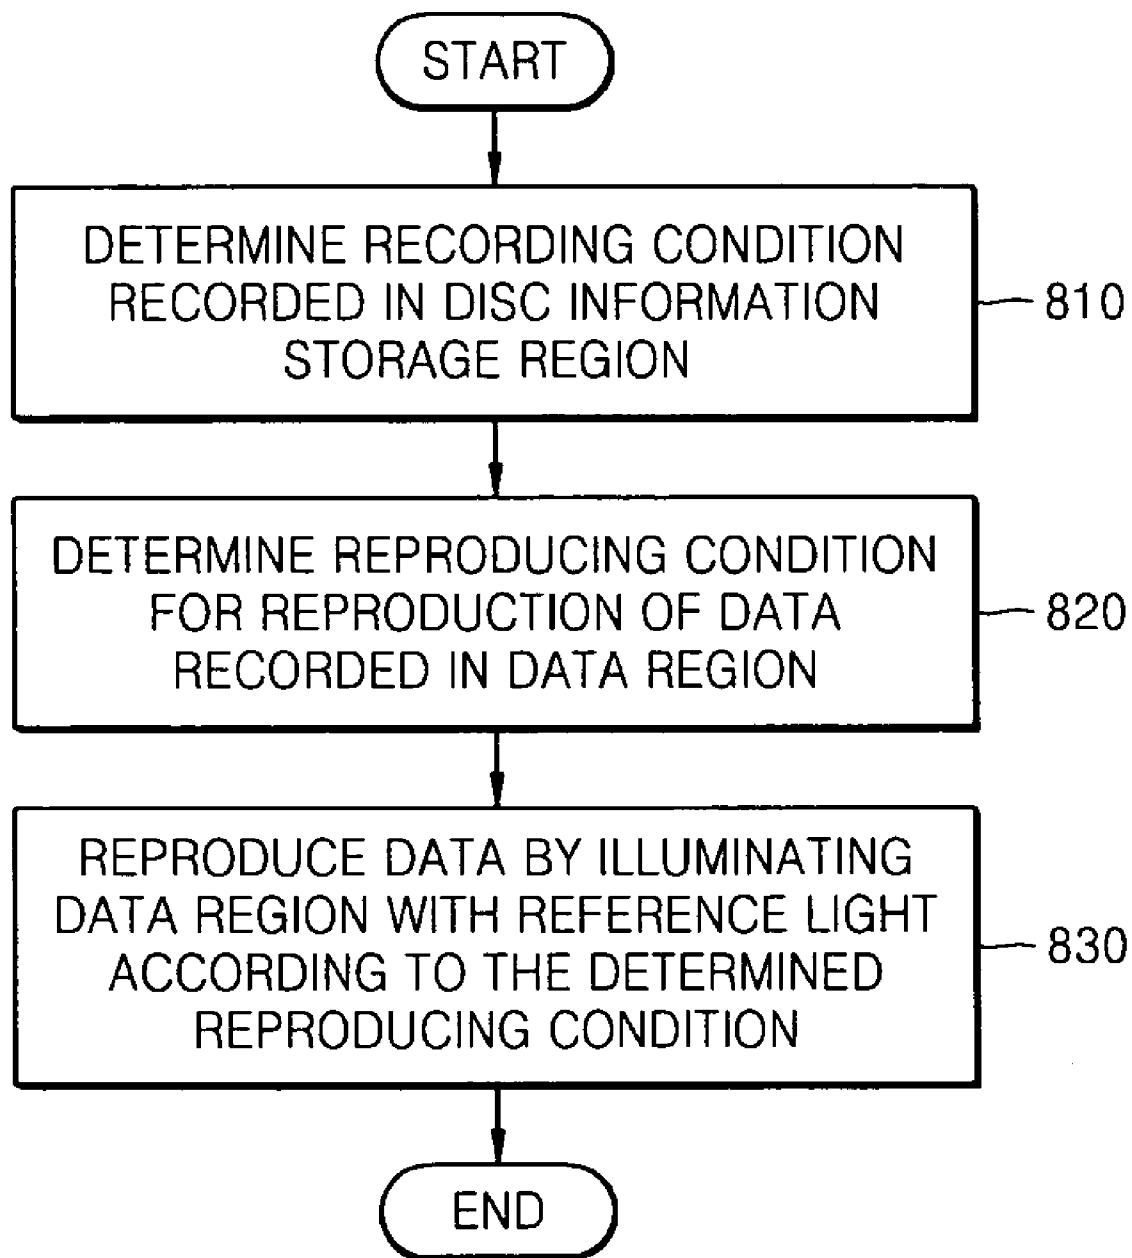 START
DETERMINE RECORDING CONDITION
RECORDED IN DISC INFORMATION
STORAGE REGION
810
DETERMINE REPRODUCING CONDITION
FOR REPRODUCTION OF DATA
RECORDED IN DATA REGION
820
REPRODUCE DATA BY ILLUMINATING
DATA REGION WITH REFERENCE LIGHT
ACCORDING TO THE DETERMINED
REPRODUCING CONDITION
830
END